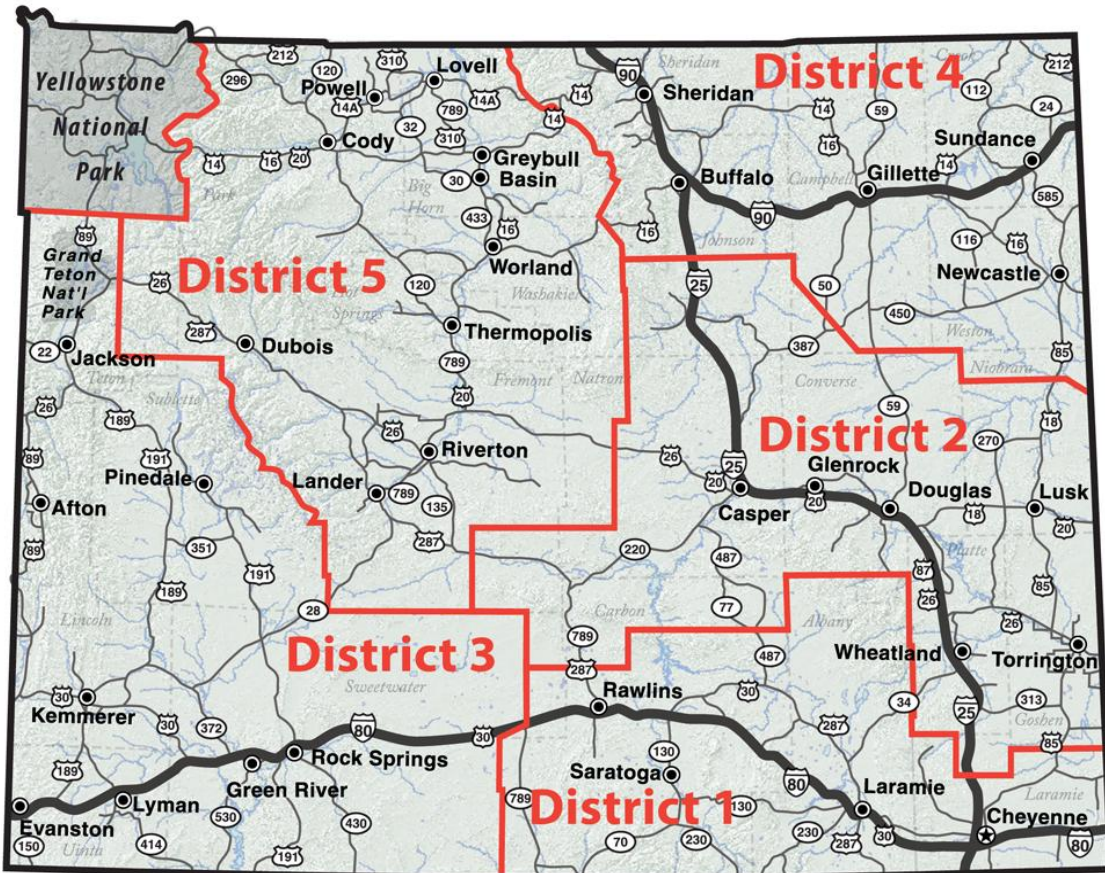 Yellowstone
National
Park
212
296
120
310
Lovell
Powell
14A
789
14A
32
310
Cody
14
16
20
14
14
Greybull
Basin
30
433
16
Park
Big
Horn
Worland
Washakie
90
Sheridan
Sheridan
District 4
Crook
212
112
24
59
14
16
Sundance
14
Buffalo
Campbell
Gillette
90
585
16
Johnson
116
16
Newcastle
89
Grand
Teton
Nat'l
Park
26
District 5
120
Hot
Springs
287
Dubois
Thermopolis
25
50
450
Weston
387
85
22
Jackson
Teton
Sublette
789
20
Fremont
Natrona
Converse
Niobrara
26
189
59
18
89
191
Pinedale
26
Riverton
26
District 2
270
Lander
789
135
25
20
Casper
Glenrock
20
Douglas
18
Lusk
20
Afton
89
351
287
220
487
Platte
87
26
85
191
189
28
77
Carbon
Albany
26
Lincoln
789
287
District 3
Sweetwater
487
Wheatland
Torrington
30
Kemmerer
30
372
80
30
Rawlins
30
287
34
25
313
Goshen
85
189
Rock Springs
Green River
130
Saratoga
80
Laramie
Laramie
Evanston
Lyman
789
District 1
130
Cheyenne
150
Uinta
414
530
430
191
70
230
230
287
30
80